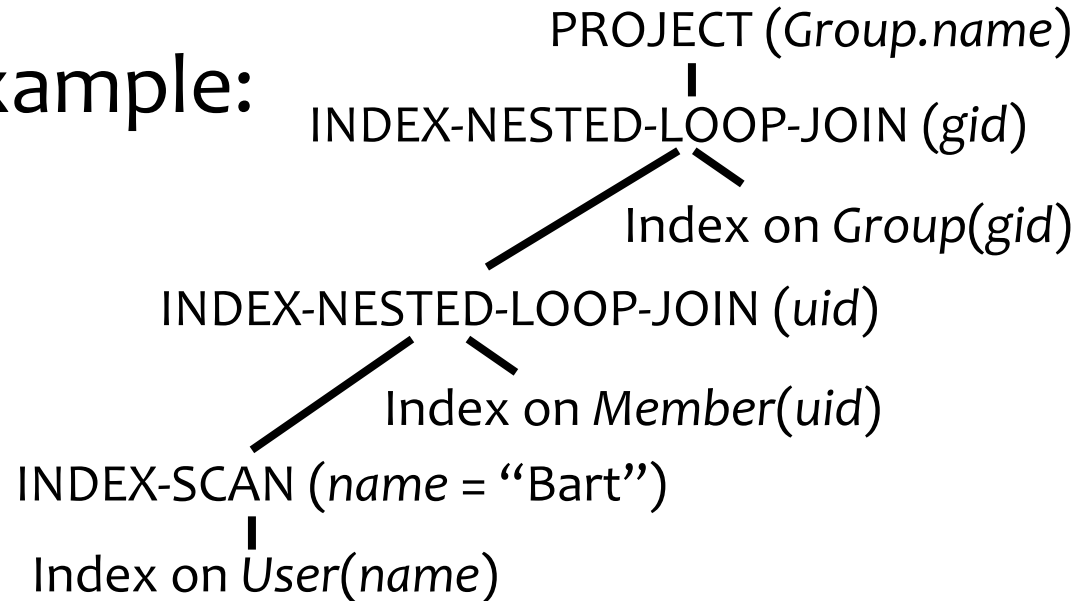 PROJECT (Group.name)
xample:
INDEX-NESTED-LOOP-JOIN (gid)
Index on Group(gid)
INDEX-NESTED-LOOP-JOIN (uid)
Index on Member(uid)
INDEX-SCAN (name = “Bart”)
Index on User(name)